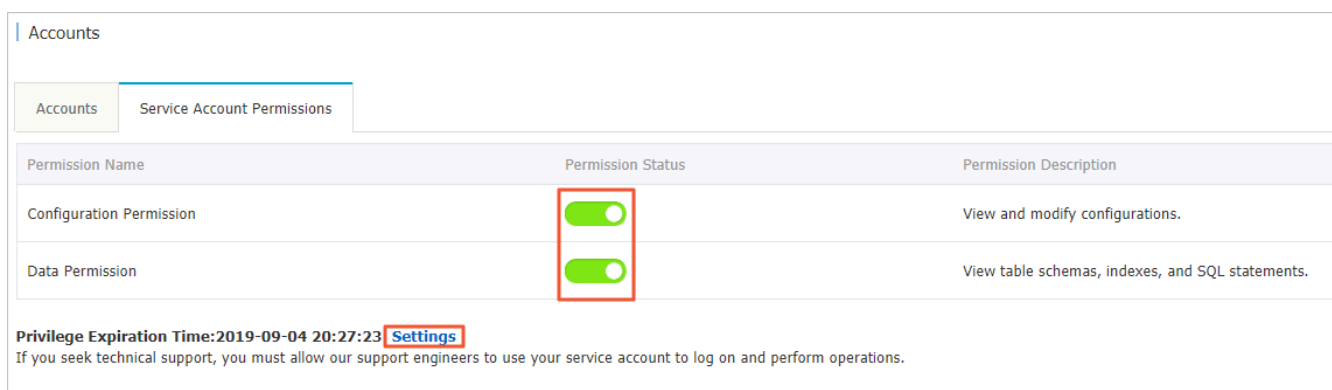 Accounts
Accounts Service Account Permissions
Permission Name Permission Status Permission Description
Configuration Permission View and modify configurations.
Data Permission View table schemas, indexes, and SQL statements.
Privilege Expiration Time:2019-09-04 20:27:23 Settings
If you seek technical support, you must allow our support engineers to use your service account to log on and perform operations.